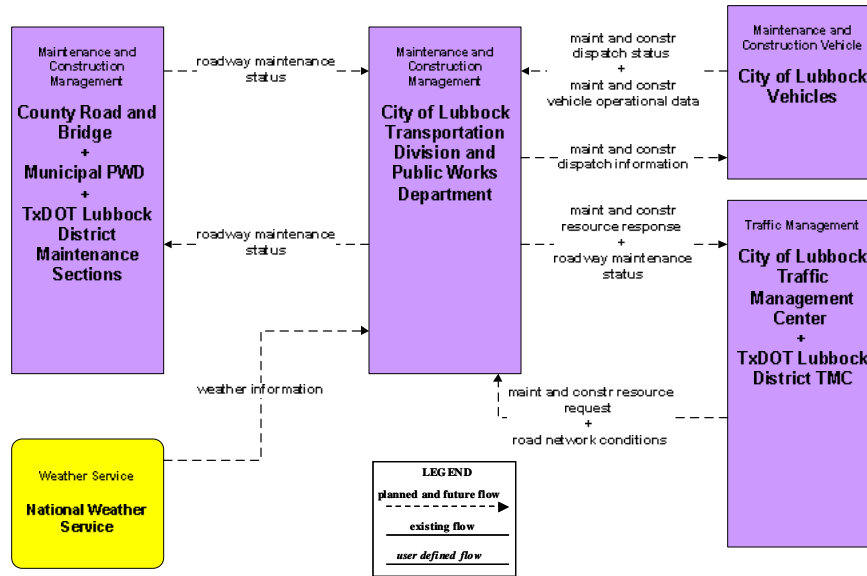 Maintenance and
Construction
Management
County Road and
Bridge
+
Municipal PWD
+
TxDOT Lubbock
District
Maintenance
Sections
roadway maintenance
status
roadway maintenance
status
weather information
Weather Service
National Weather
Service
Maintenance and
Construction
Management
City of Lubbock
Transportation
Division and
Public Works
Department
maint and constr
dispatch status
+
maint and constr
vehicle operational data
maint and constr
dispatch information
maint and constr
resource response
+
roadway maintenance
status
maint and constr resource
request
+
road network conditions
Maintenance and
Construction Vehicle
City of Lubbock
Vehicles
Traffic Management
City of Lubbock
Traffic
Management
Center
+
TxDOT Lubbock
District TMC
LEGEND
planned and future flow
existing flow
user defined flow